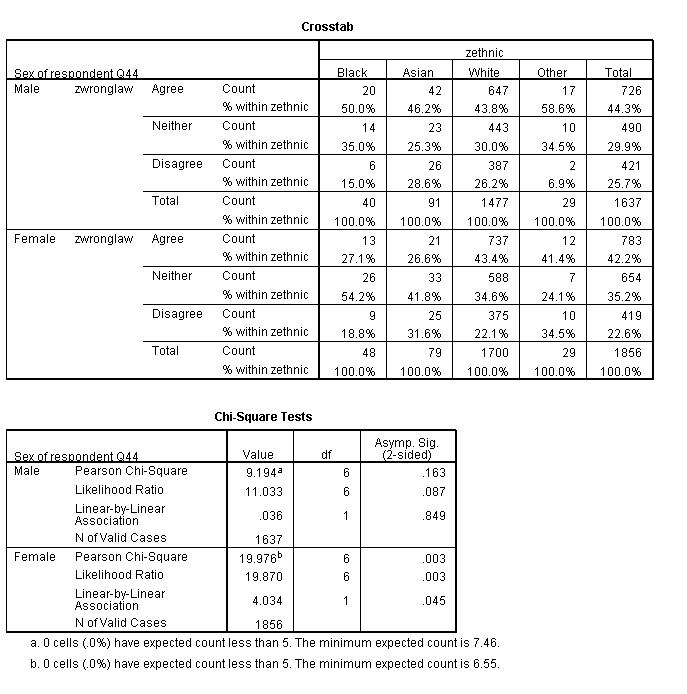 Crosstab
zethnic
Sex of respondent Q44 Black Asian White Other Total
Male zwronglaw Agree Count 20 42 647 17 726
% within zethnic 50.0% 46.2% 43.8% 58.6% 44.3%
Neither Count 14 23 443 10 490
% within zethnic 35.0% 25.3% 30.0% 34.5% 29.9%
Disagree Count 6 26 387 2 421
% within zethnic 15.0% 28.6% 26.2% 6.9% 25.7%
Total Count 40 91 1477 29 1637
% within zethnic 100.0% 100.0% 100.0% 100.0% 100.0%
Female zwronglaw Agree Count 13 21 737 12 783
% within zethnic 27.1% 26.6% 43.4% 41.4% 42.2%
Neither Count 26 33 588 7 654
% within zethnic 54.2% 41.8% 34.6% 24.1% 35.2%
Disagree Count 9 25 375 10 419
% within zethnic 18.8% 31.6% 22.1% 34.5% 22.6%
Total Count 48 79 1700 29 1856
% within zethnic 100.0% 100.0% 100.0% 100.0% 100.0%
Chi-Square Tests
Sex of respondent Q44 Value df Asymp. Sig. (2-sided)
Male Pearson Chi-Square 9.194a 6 .163
Likelihood Ratio 11.033 6 .087
Linear-by-Linear
Association .036 1 .849
N of Valid Cases 1637
Female Pearson Chi-Square 19.976b 6 .003
Likelihood Ratio 19.870 6 .003
Linear-by-Linear
Association 4.034 1 .045
N of Valid Cases 1856
a. 0 cells (.0%) have expected count less than 5. The minimum expected count is 7.46.
b. 0 cells (.0%) have expected count less than 5. The minimum expected count is 6.55.